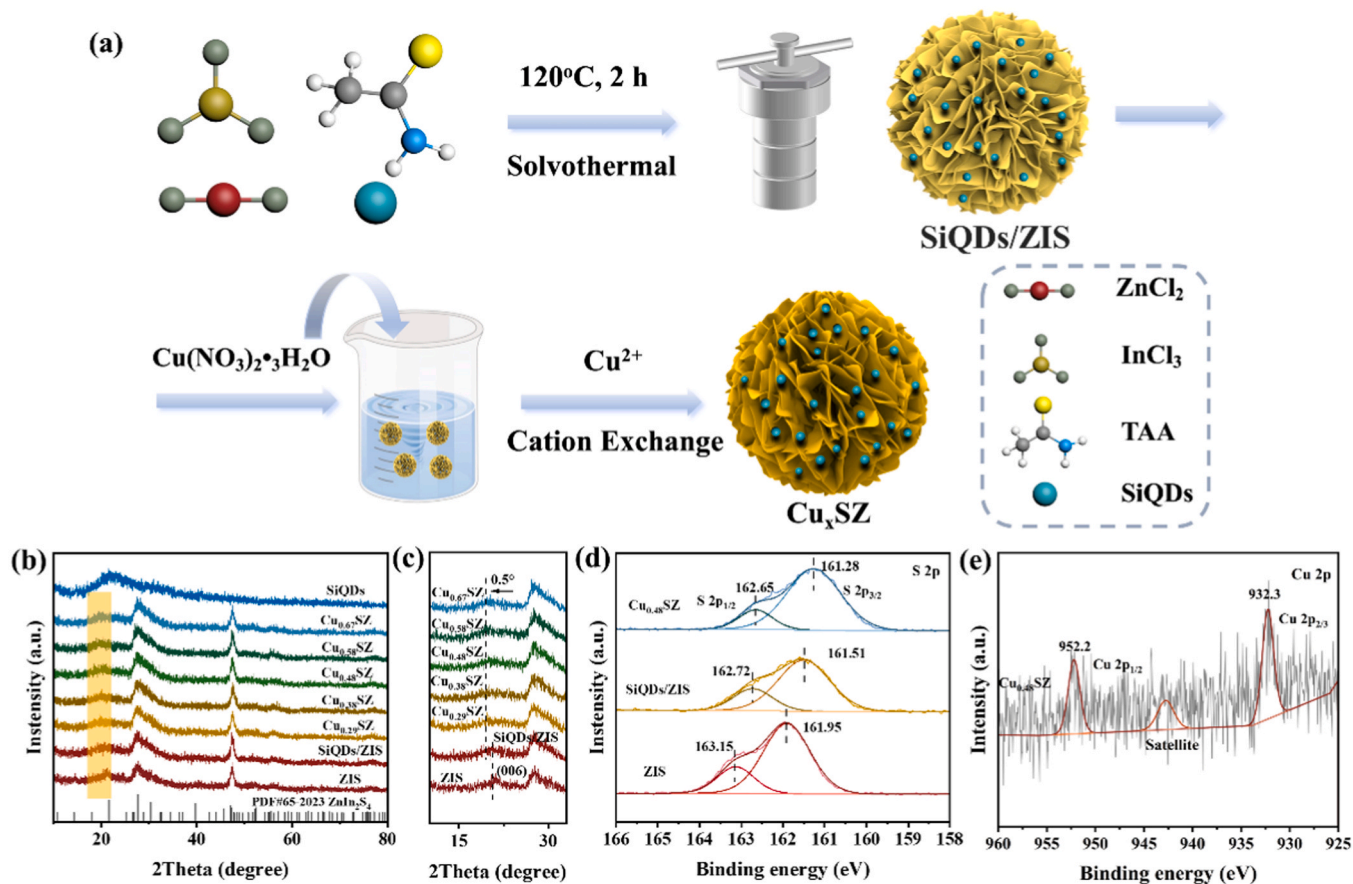 (a)
120°C, 2 h
Solvothermal
SiQDs/ZIS
Cu(NO₃)₂•₃H₂O
Cu²⁺
Cation Exchange
CuₓSZ
ZnCl₂
InCl₃
TAA
SiQDs
(b)
SiQDs
Cu₀.₆₇SZ
Cu₀.₅₈SZ
Cu₀.₄₈SZ
Cu₀.₃₈SZ
Cu₀.₂₉SZ
SiQDs/ZIS
ZIS
PDF#65-2023 ZnIn₂S₄
20
40
60
80
2Theta (degree)
Instensity (a.u.)
(c)
0.5°
Cu₀.₆₇SZ
Cu₀.₅₈SZ
Cu₀.₄₈SZ
Cu₀.₃₈SZ
Cu₀.₂₉SZ
SiQDs/ZIS
ZIS
(006)
15
30
2Theta (degree)
(d)
S 2p
161.28
162.65
S 2p₁/₂
S 2p₃/₂
Cu₀.₄₈SZ
162.72
161.51
SiQDs/ZIS
163.15
161.95
ZIS
166
165
164
163
162
161
160
159
158
Binding energy (eV)
Instensity (a.u.)
(e)
Cu 2p
932.3
Cu 2p₂/₃
952.2
Cu 2p₁/₂
Cu₀.₄₈SZ
Satellite
960
955
950
945
940
935
930
925
Binding energy (eV)
Intensity (a.u.)